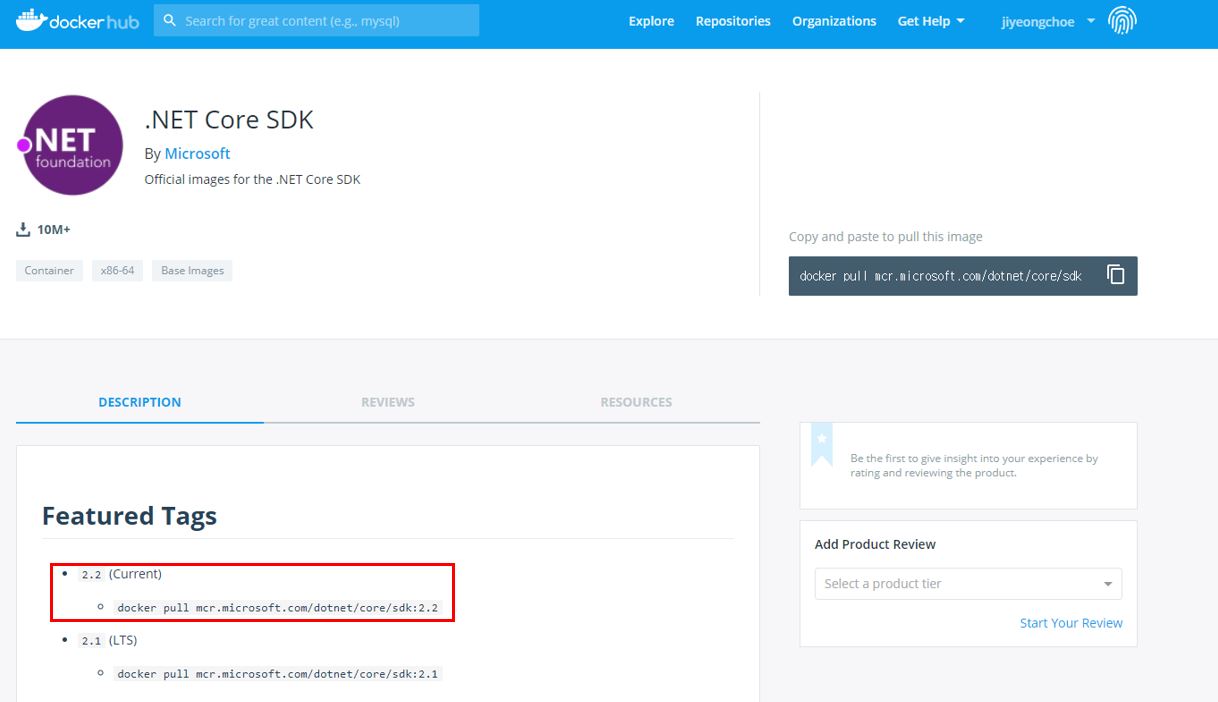 docker hub
Search for great content (e.g., mysql)
Explore
Repositories
Organizations
Get Help
jiyeongchoe
.NET foundation
.NET Core SDK
By Microsoft
Official images for the .NET Core SDK
10M+
Container
x86-64
Base Images
Copy and paste to pull this image
docker pull mcr.microsoft.com/dotnet/core/sdk
DESCRIPTION
REVIEWS
RESOURCES
Featured Tags
• 2.2 (Current)
◦ docker pull mcr.microsoft.com/dotnet/core/sdk:2.2
• 2.1 (LTS)
◦ docker pull mcr.microsoft.com/dotnet/core/sdk:2.1
Be the first to give insight into your experience by
rating and reviewing the product.
Add Product Review
Select a product tier
Start Your Review